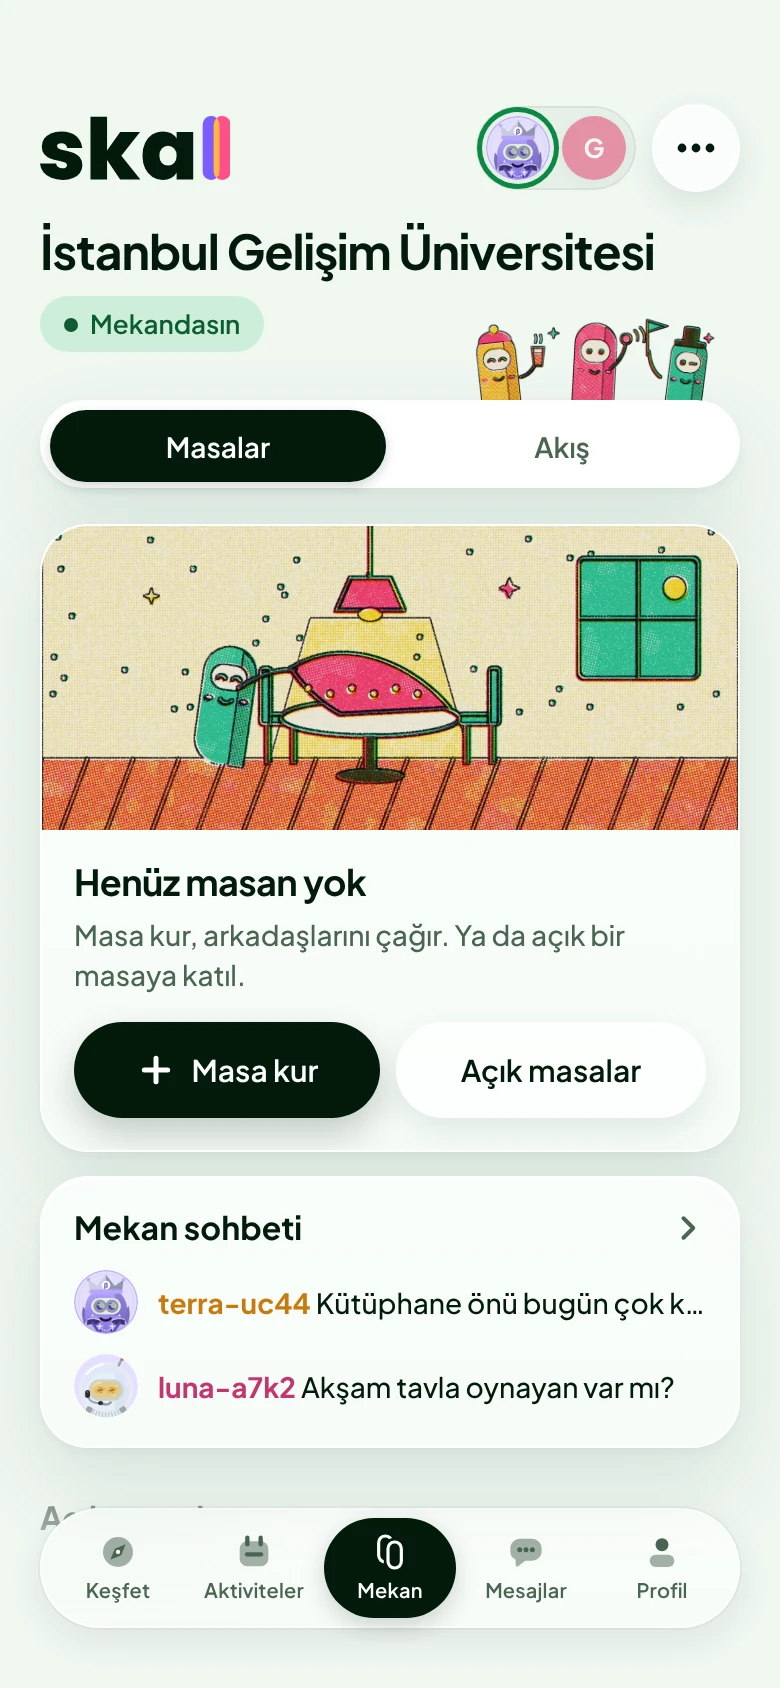 skall
G
İstanbul Gelişim Üniversitesi
Mekandasın
Masalar
Akış
Henüz masan yok
Masa kur, arkadaşlarını çağır. Ya da açık bir
masaya katıl.
Masa kur
Açık masalar
Mekan sohbeti
terra-uc44 Kütüphane önü bugün çok k...
luna-a7k2 Akşam tavla oynayan var mı?
Keşfet
Aktiviteler
Mekan
Mesajlar
Profil